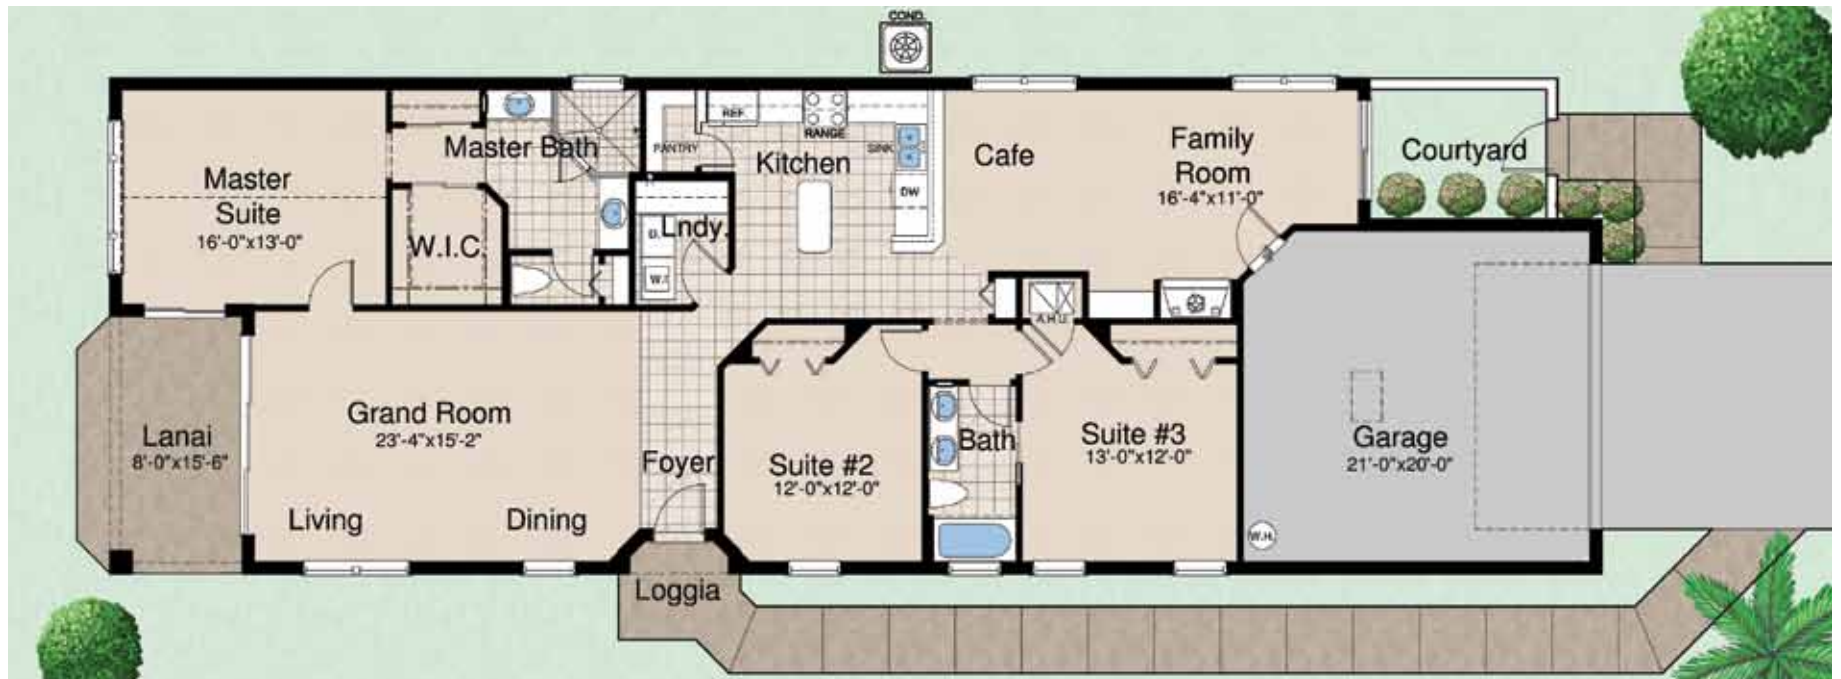 COND.
Master
Suite
16'-0"x13'-0"
Master Bath
W.I.C
PANTRY
REF.
RANGE
Kitchen
SINK
DW
Lndy.
D.
Cafe
Family
Room
16'-4"x11'-0"
Courtyard
A.H.U.
Lanai
8'-0"x15'-6"
Grand Room
23'-4"x15'-2"
Living
Dining
Foyer
Loggia
Suite #2
12'-0"x12'-0"
Bath
Suite #3
13'-0"x12'-0"
Garage
21'-0"x20'-0"
W.H.